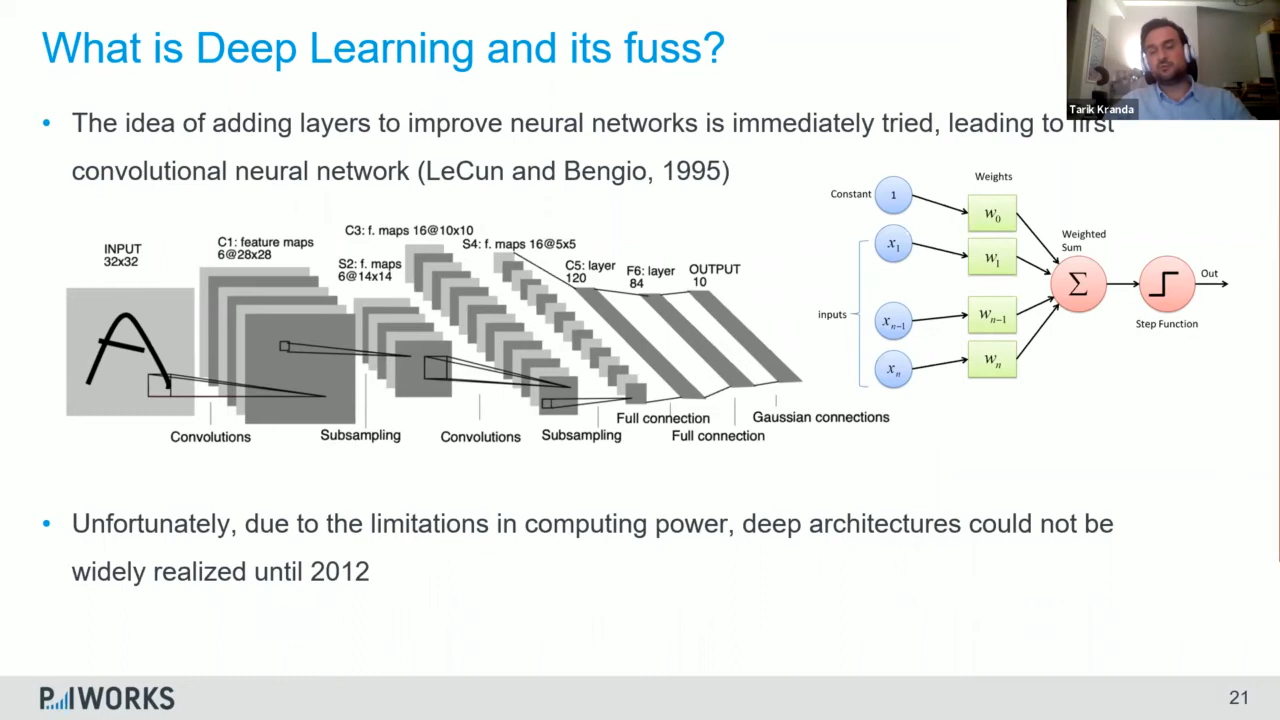 What is Deep Learning and its fuss?
Tarik Kranda
• The idea of adding layers to improve neural networks is immediately tried, leading to first
convolutional neural network (LeCun and Bengio, 1995)
INPUT
32x32
C1: feature maps
6@28x28
S2: f. maps
6@14x14
C3: f. maps 16@10x10
S4: f. maps 16@5x5
C5: layer
120
F6: layer
84
OUTPUT
10
Convolutions
Subsampling
Convolutions
Subsampling
Full connection
Full connection
Gaussian connections
Weights
Constant
1
w0
x1
w1
inputs
xn−1
wn−1
xn
wn
Weighted
Sum
Σ
Step Function
Out
• Unfortunately, due to the limitations in computing power, deep architectures could not be
widely realized until 2012
P.I WORKS
21